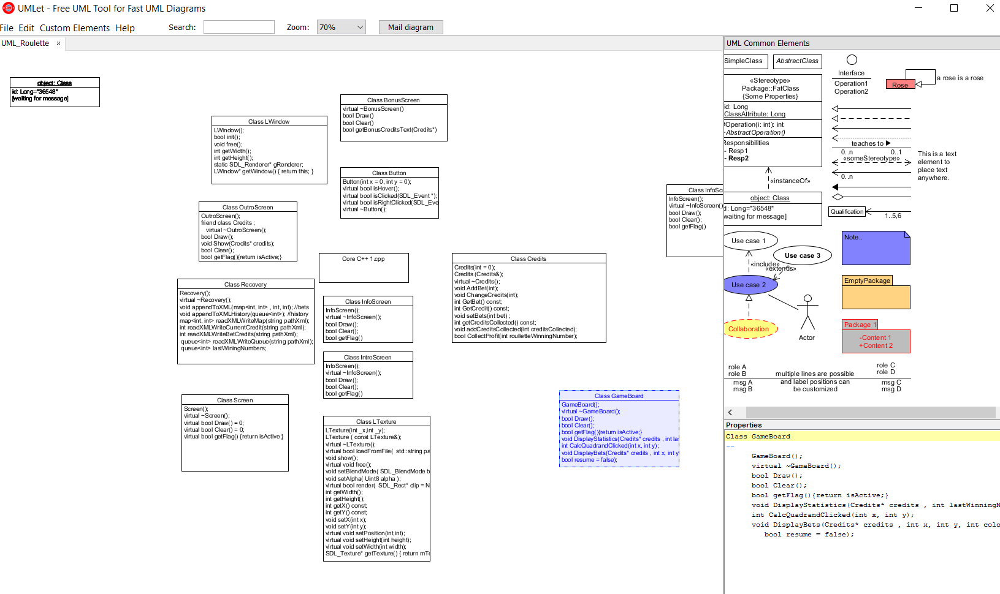 UMLet - Free UML Tool for Fast UML Diagrams
File Edit Custom Elements Help Search: Zoom: 70% Mail diagram
UML_Roulette ×
object: Class
id: Long="36548"
[waiting for message]
Class BonusScreen
virtual ~BonusScreen()
bool Draw()
bool Clear()
bool getBonusCreditsText(Credits*)
Class LWindow
LWindow();
bool init();
void free();
int getWidth();
int getHeight();
static SDL_Renderer* gRenderer;
LWindow* getWindow() { return this; }
Class Button
Button(int x = 0, int y = 0);
virtual bool isHover();
virtual bool isClicked(SDL_Event *);
virtual bool isRightClicked(SDL_Eve
virtual ~Button();
Class InfoSc
InfoScreen();
virtual ~InfoScreen()
bool Draw();
bool Clear();
bool getFlag()
Class OutroScreen
OutroScreen();
friend class Credits ;
virtual ~OutroScreen();
bool Draw();
void Show(Credits* credits);
bool Clear();
bool getFlag(){return isActive;}
Core C++ 1.cpp
Class Credits
Credits(int = 0);
Credits (Credits&);
virtual ~Credits();
void AddBet(int);
void ChangeCredits(int);
int GetBet() const;
int GetCredit() const;
void setBets(int bet) ;
int getCreditsCollected() const;
void addCreditsCollected(int creditsCollected);
bool CollectProfit(int roulletteWinningNumber);
Class Recovery
Recovery();
virtual ~Recovery();
void appendToXML(map<int, int> , int, int); //bets
void appendToXMLHistory(queue<int>); //history
map<int, int> readXMLWriteMap(string pathXml);
int readXMLWriteCurrentCredit(string pathXml);
int readXMLWriteBetCredits(string pathXml);
queue<int> readXMLWriteQueue(string pathXml);
queue<int> lastWiningNumbers;
Class InfoScreen
InfoScreen();
virtual ~InfoScreen();
bool Draw();
bool Clear();
bool getFlag()
Class IntroScreen
InfoScreen();
virtual ~InfoScreen();
bool Draw();
bool Clear();
bool getFlag()
Class Screen
Screen();
virtual ~Screen();
virtual bool Draw() = 0;
virtual bool Clear() = 0;
virtual bool getFlag() {return isActive;}
Class LTexture
LTexture(int _x,int _y);
LTexture ( const LTexture&);
virtual ~LTexture();
virtual bool loadFromFile( std::string pa
void show();
virtual void free();
void setBlendMode( SDL_BlendMode b
void setAlpha( Uint8 alpha );
virtual bool render( SDL_Rect* clip = N
int getWidth();
int getHeight();
int getX() const;
int getY() const;
void setX(int x);
void setY(int y);
virtual void setPosition(int,int);
virtual void setHeight(int height);
virtual void setWidth(int width);
SDL_Texture* getTexture() { return mTe
Class GameBoard
GameBoard();
virtual ~GameBoard();
bool Draw();
bool Clear();
bool getFlag(){return isActive;}
void DisplayStatistics(Credits* credits , int la
int CalcQuadrandClicked(int x, int y);
void DisplayBets(Credits* credits , int x, int y
bool resume = false);
UML Common Elements
SimpleClass
AbstractClass
«Stereotype»
Package::FatClass
{Some Properties}
id: Long
ClassAttribute: Long
Operation(i: int): int
AbstractOperation()
Responsibilities
- Resp1
- Resp2
«instanceOf»
object: Class
d: Long="36548"
waiting for message]
Interface
Operation1
Operation2
Rose
a rose is a rose
teaches to
0..n 0..1
«someStereotype»
0..n
This is a text
element to
place text
anywhere.
Qualification
1..5,6
Use case 1
Use case 3
«include»
«extends»
Use case 2
Collaboration
Actor
Note..
EmptyPackage
Package 1
-Content 1
+Content 2
role A
role B
msg A
msg B
multiple lines are possible
and label positions can
be customized
role C
role D
msg C
msg D
Properties
Class GameBoard
--
GameBoard();
virtual ~GameBoard();
bool Draw();
bool Clear();
bool getFlag(){return isActive;}
void DisplayStatistics(Credits* credits , int lastWinningN
int CalcQuadrandClicked(int x, int y);
void DisplayBets(Credits* credits , int x, int y, int colo
bool resume = false);